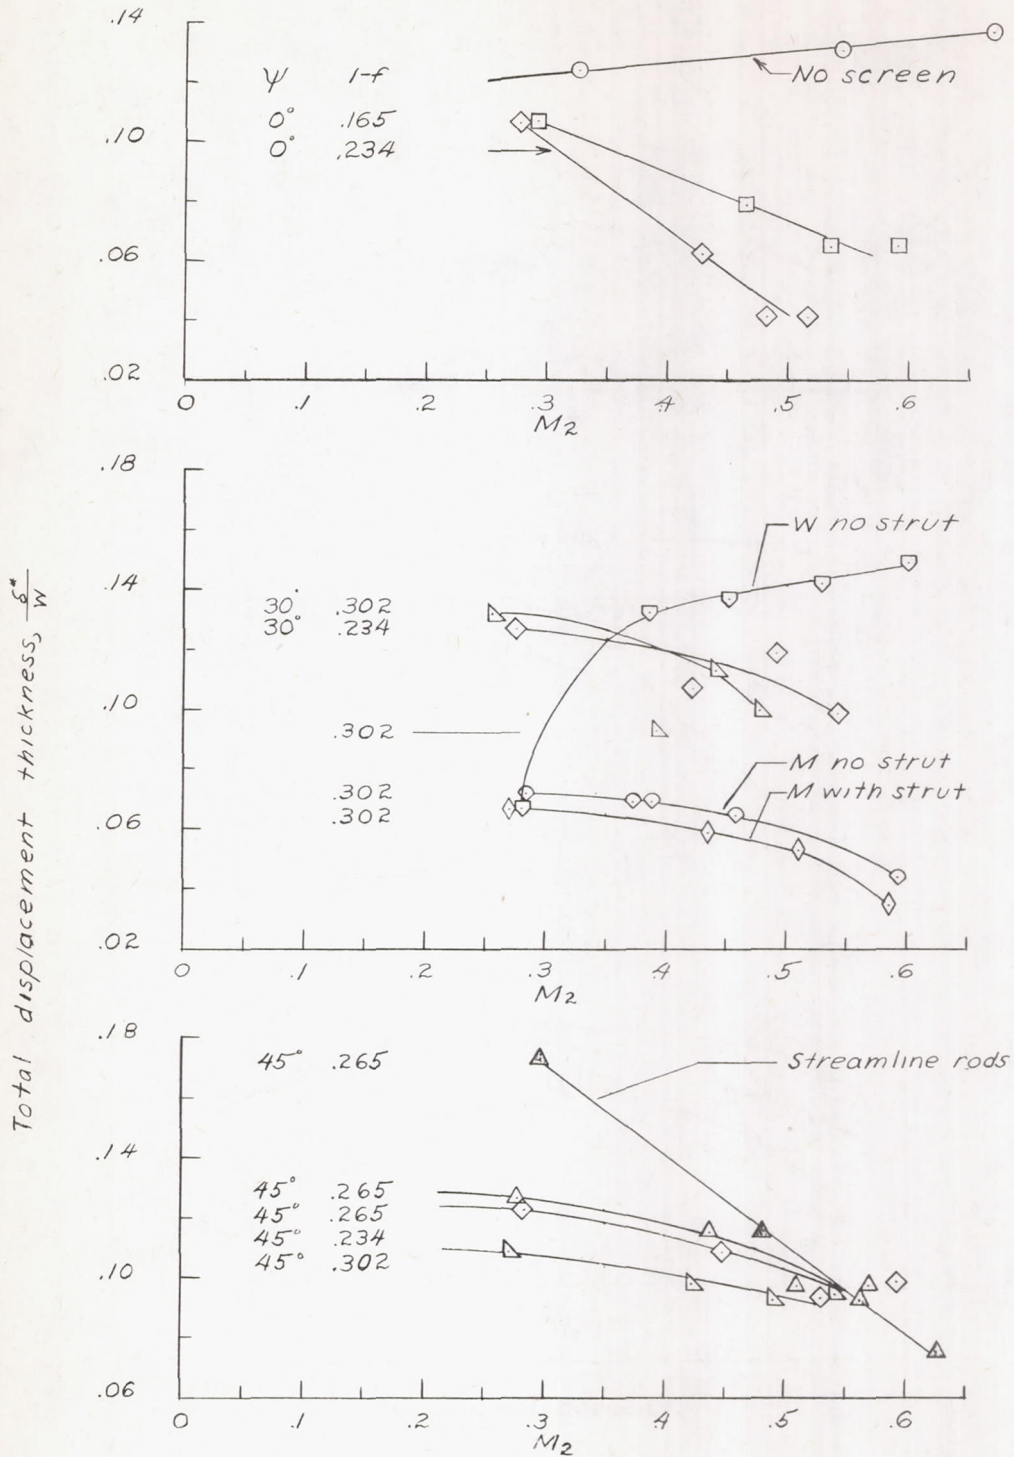 Total displacement thickness, δ*/W
.14
.10
.06
.02
ψ 1-f
0° .165
0° .234
No screen
0 .1 .2 .3 .4 .5 .6
M2
.18
.14
.10
.06
.02
W no strut
30° .302
30° .234
.302
.302
.302
M no strut
M with strut
0 .1 .2 .3 .4 .5 .6
M2
.18
.14
.10
.06
45° .265
Streamline rods
45° .265
45° .265
45° .234
45° .302
0 .1 .2 .3 .4 .5 .6
M2